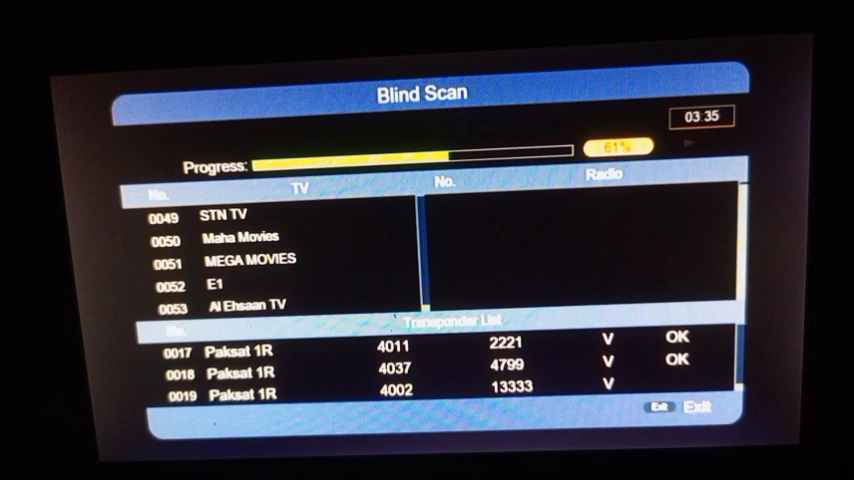 Blind Scan
03:35
Progress: 61%
No. TV No. Radio
0049 STN TV
0050 Maha Movies
0051 MEGA MOVIES
0052 E1
0053 Al Ehsaan TV
No. Transponder List
0017 Paksat 1R 4011 2221 V OK
0018 Paksat 1R 4037 4799 V OK
0019 Paksat 1R 4002 13333 V
Exit Exit